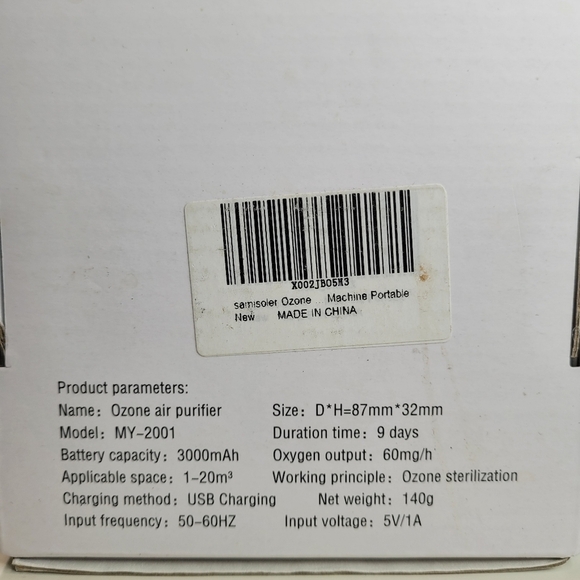 X002JBO5N3
samisoler Ozone ... Machine Portable
New MADE IN CHINA
Product parameters:
Name: Ozone air purifier Size: D*H=87mm*32mm
Model: MY-2001 Duration time: 9 days
Battery capacity: 3000mAh Oxygen output: 60mg/h
Applicable space: 1-20m³ Working principle: Ozone sterilization
Charging method: USB Charging Net weight: 140g
Input frequency: 50-60HZ Input voltage: 5V/1A